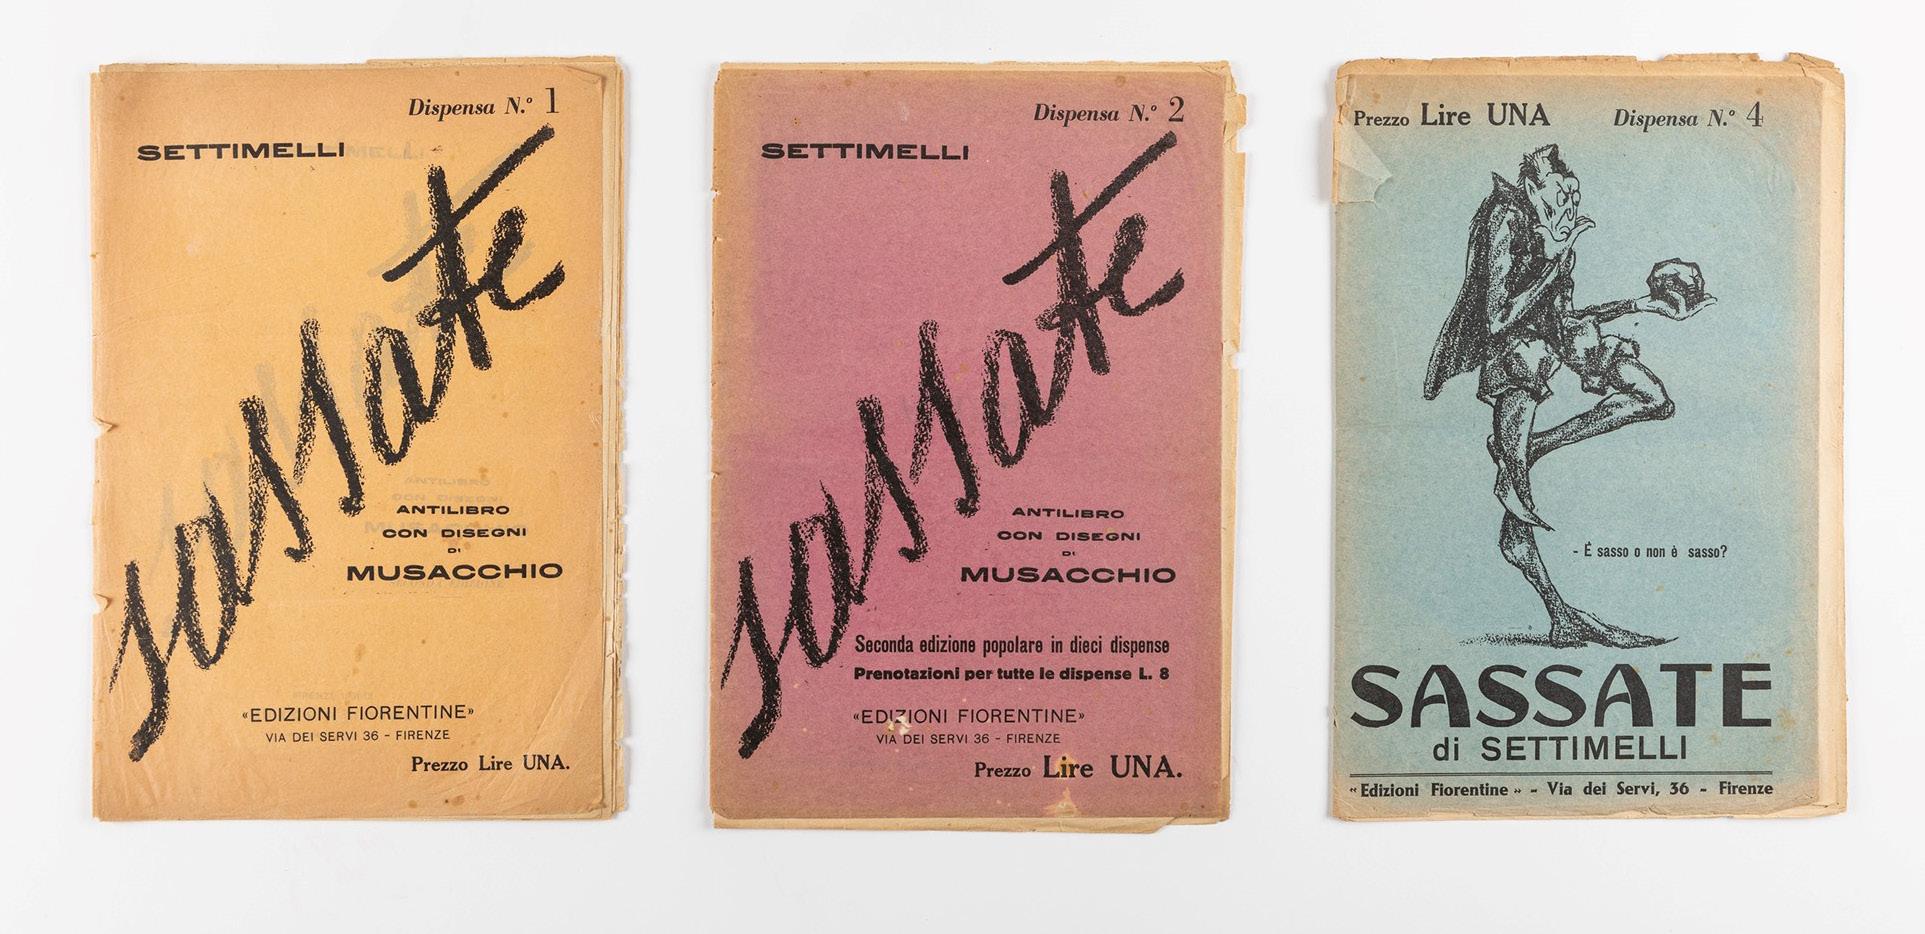 Dispensa N.º 1
SETTIMELLI
sassate
ANTILIBRO
CON DISEGNI
DI
MUSACCHIO
«EDIZIONI FIORENTINE»
VIA DEI SERVI 36 - FIRENZE
Prezzo Lire UNA.
Dispensa N.º 2
SETTIMELLI
sassate
ANTILIBRO
CON DISEGNI
DI
MUSACCHIO
Seconda edizione popolare in dieci dispense
Prenotazioni per tutte le dispense L. 8
«EDIZIONI FIORENTINE»
VIA DEI SERVI 36 - FIRENZE
Prezzo Lire UNA.
Prezzo Lire UNA Dispensa N.º 4
- É sasso o non è sasso?
SASSATE
di SETTIMELLI
«Edizioni Fiorentine» - Via dei Servi, 36 - Firenze